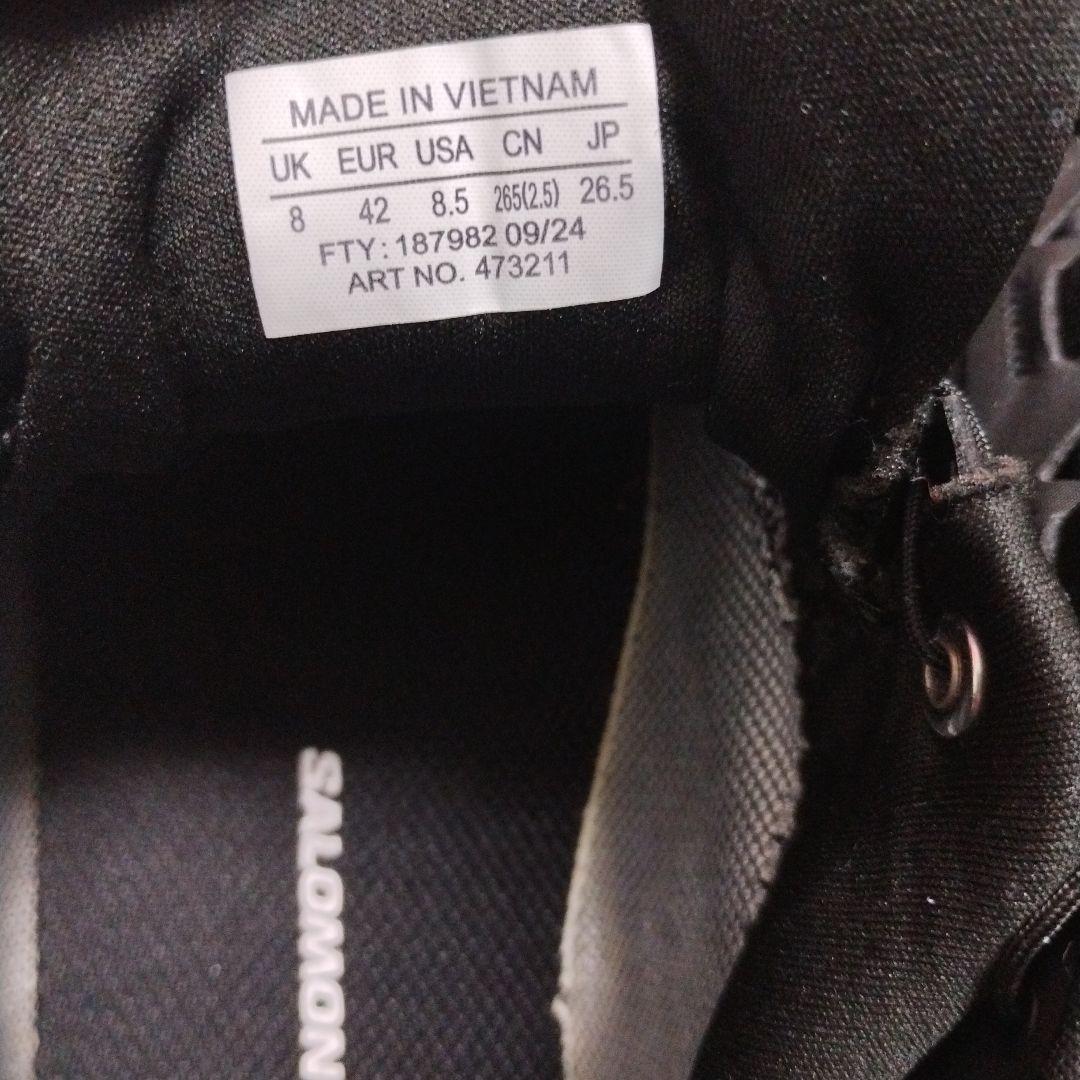 MADE IN VIETNAM
UK EUR USA CN JP
8 42 8.5 265(2.5) 26.5
FTY: 187982 09/24
ART NO. 473211
SALOMON